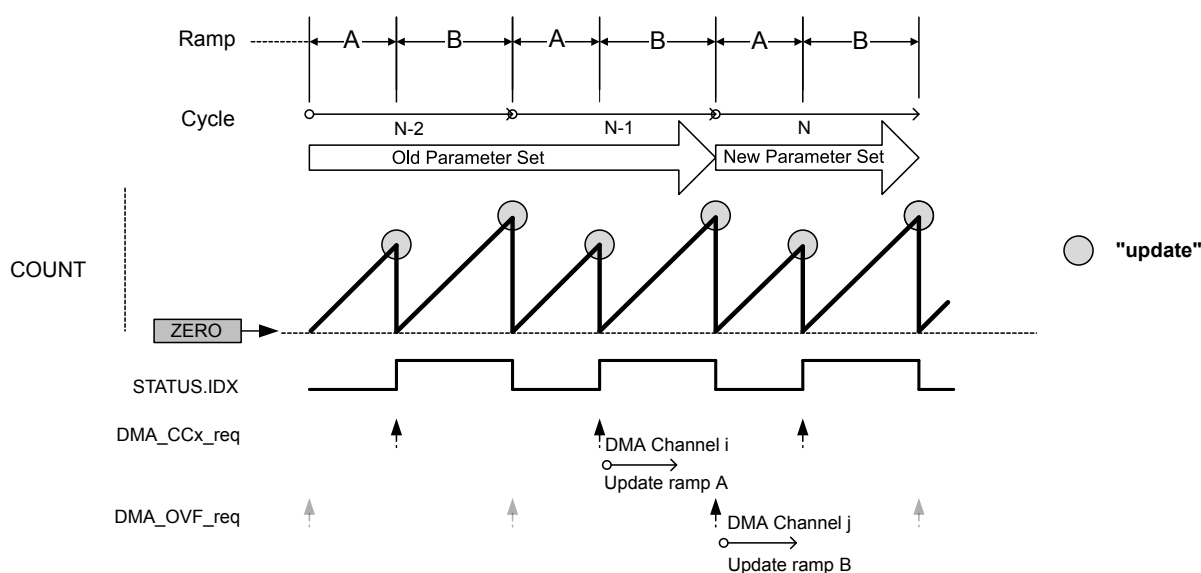 Ramp A B A B A B
Cycle
N-2 N-1 N
Old Parameter Set New Parameter Set
COUNT
"update"
ZERO
STATUS.IDX
DMA_CCx_req
DMA Channel i
Update ramp A
DMA_OVF_req
DMA Channel j
Update ramp B